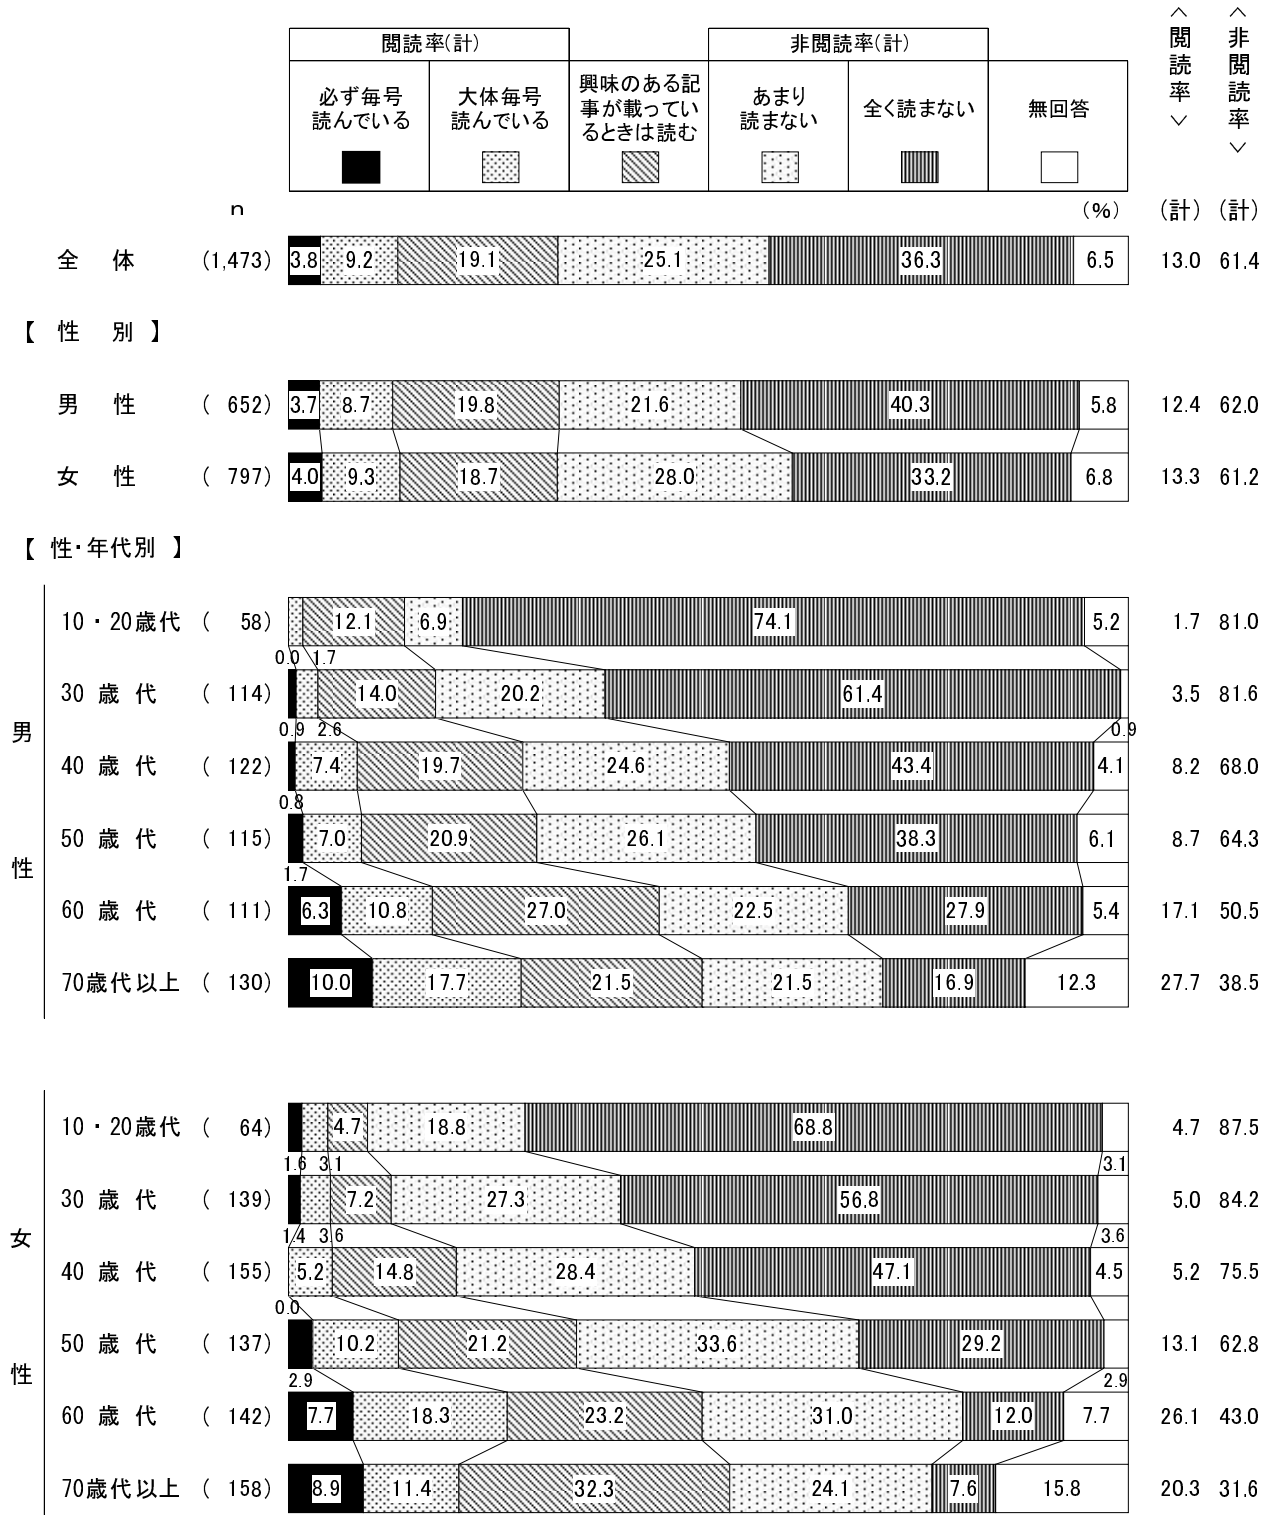 閲読率(計) 非閲読率(計) <閲読率> <非閲読率>
必ず毎号読んでいる 大体毎号読んでいる 興味のある記事が載っているときは読む あまり読まない 全く読まない 無回答
n (%) (計) (計)
全体 (1,473) 3.8 9.2 19.1 25.1 36.3 6.5 13.0 61.4
【 性 別 】
男性 ( 652) 3.7 8.7 19.8 21.6 40.3 5.8 12.4 62.0
女性 ( 797) 4.0 9.3 18.7 28.0 33.2 6.8 13.3 61.2
【 性・年代別 】
男性
10・20歳代 ( 58) 12.1 6.9 74.1 5.2 1.7 81.0
0.0 1.7
30歳代 ( 114) 14.0 20.2 61.4 3.5 81.6
0.9 2.6 0.9
40歳代 ( 122) 7.4 19.7 24.6 43.4 4.1 8.2 68.0
0.8
50歳代 ( 115) 7.0 20.9 26.1 38.3 6.1 8.7 64.3
1.7
60歳代 ( 111) 6.3 10.8 27.0 22.5 27.9 5.4 17.1 50.5
70歳代以上 ( 130) 10.0 17.7 21.5 21.5 16.9 12.3 27.7 38.5
女性
10・20歳代 ( 64) 4.7 18.8 68.8 4.7 87.5
1.6 3.1 3.1
30歳代 ( 139) 7.2 27.3 56.8 5.0 84.2
1.4 3.6 3.6
40歳代 ( 155) 5.2 14.8 28.4 47.1 4.5 5.2 75.5
0.0
50歳代 ( 137) 10.2 21.2 33.6 29.2 13.1 62.8
2.9 2.9
60歳代 ( 142) 7.7 18.3 23.2 31.0 12.0 7.7 26.1 43.0
70歳代以上 ( 158) 8.9 11.4 32.3 24.1 7.6 15.8 20.3 31.6